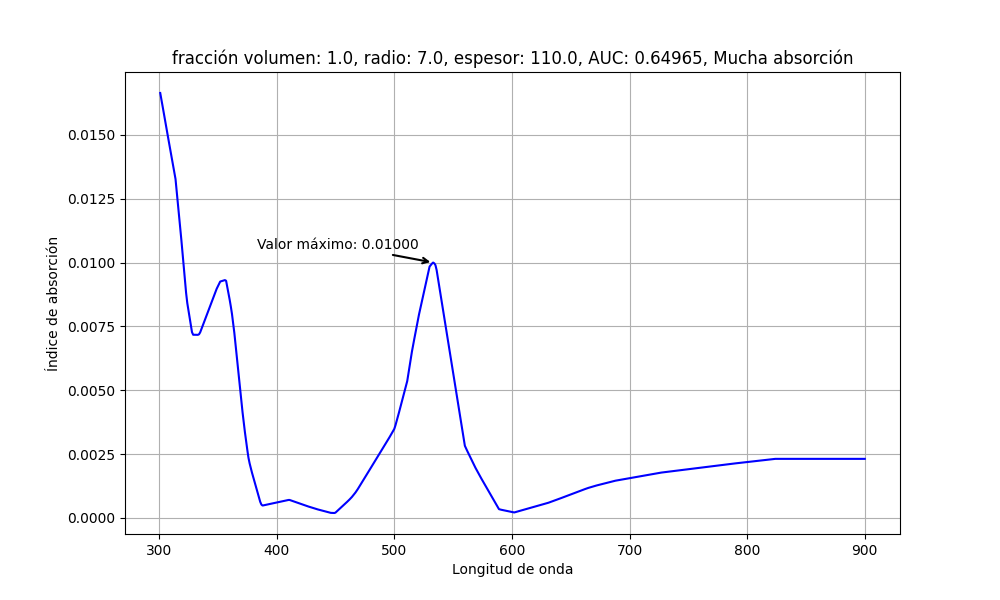 fracción volumen: 1.0, radio: 7.0, espesor: 110.0, AUC: 0.64965, Mucha absorción
0.0150
0.0125
0.0100
0.0075
0.0050
0.0025
0.0000
Índice de absorción
Valor máximo: 0.01000
300 400 500 600 700 800 900
Longitud de onda